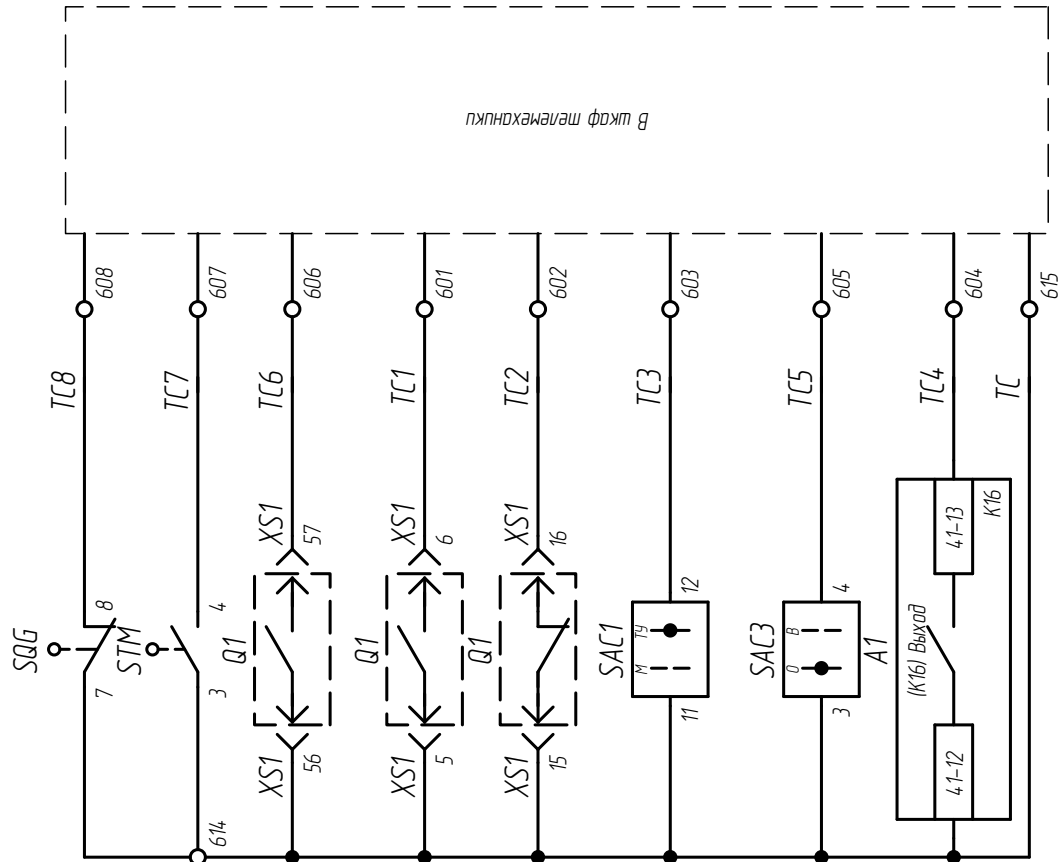 В шкаф телемеханики
608
607
606
601
602
603
605
604
615
ТС8
ТС7
ТС6
ТС1
ТС2
ТС3
ТС5
ТС4
ТС
SQG
7
8
STM
3
4
614
Q1
XS1
56
XS1
57
Q1
XS1
5
XS1
6
Q1
XS1
15
XS1
16
SAC1
М
ТУ
11
12
SAC3
О
В
3
4
A1
(К16) Выход
41-12
41-13
К16